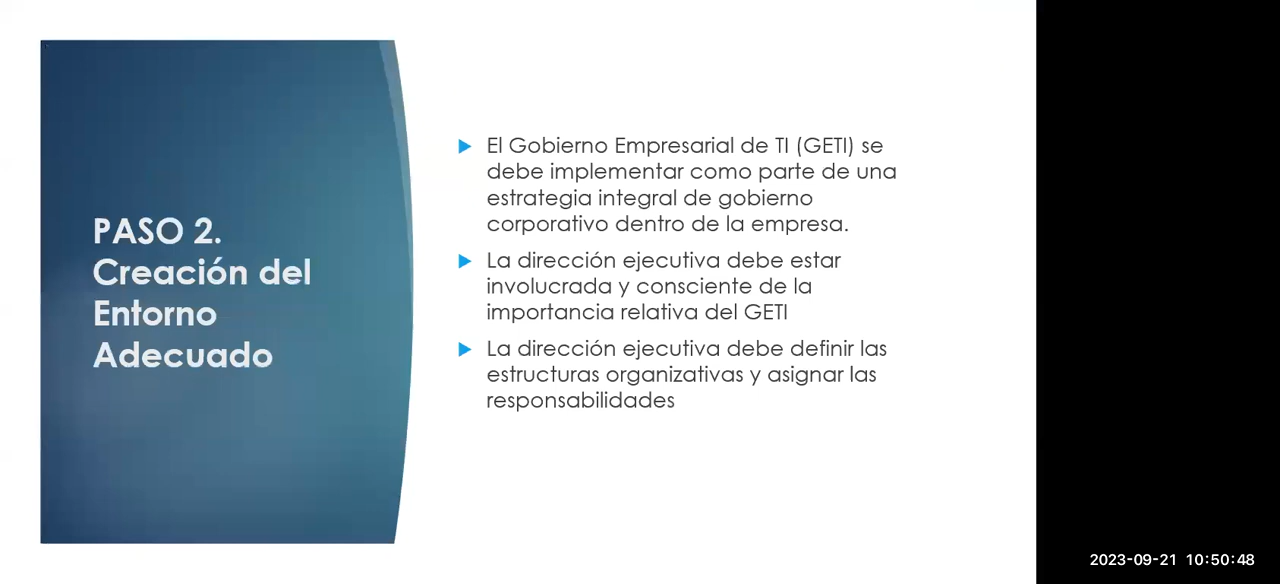 PASO 2.
Creación del
Entorno
Adecuado
El Gobierno Empresarial de TI (GETI) se
debe implementar como parte de una
estrategia integral de gobierno
corporativo dentro de la empresa.
La dirección ejecutiva debe estar
involucrada y consciente de la
importancia relativa del GETI
La dirección ejecutiva debe definir las
estructuras organizativas y asignar las
responsabilidades
2023-09-21 10:50:48